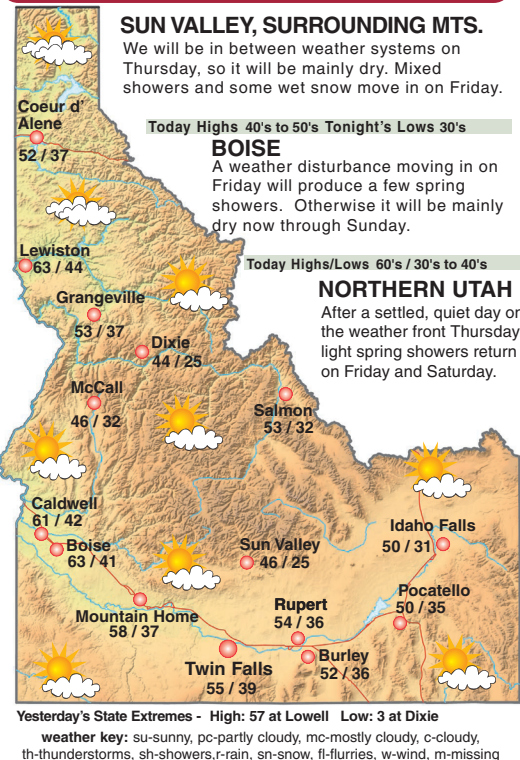 SUN VALLEY, SURROUNDING MTS.
We will be in between weather systems on
Thursday, so it will be mainly dry. Mixed
showers and some wet snow move in on Friday.
Today Highs 40's to 50's Tonight's Lows 30's
BOISE
A weather disturbance moving in on
Friday will produce a few spring
showers. Otherwise it will be mainly
dry now through Sunday.
Today Highs/Lows 60's / 30's to 40's
NORTHERN UTAH
After a settled, quiet day on
the weather front Thursday
light spring showers return
on Friday and Saturday.
Coeur d'
Alene
52 / 37
Lewiston
63 / 44
Grangeville
53 / 37
Dixie
44 / 25
McCall
46 / 32
Salmon
53 / 32
Caldwell
61 / 42
Boise
63 / 41
Sun Valley
46 / 25
Idaho Falls
50 / 31
Mountain Home
58 / 37
Rupert
54 / 36
Pocatello
50 / 35
Twin Falls
55 / 39
Burley
52 / 36
Yesterday's State Extremes - High: 57 at Lowell Low: 3 at Dixie
weather key: su-sunny, pc-partly cloudy, mc-mostly cloudy, c-cloudy,
th-thunderstorms, sh-showers,r-rain, sn-snow, fl-flurries, w-wind, m-missing